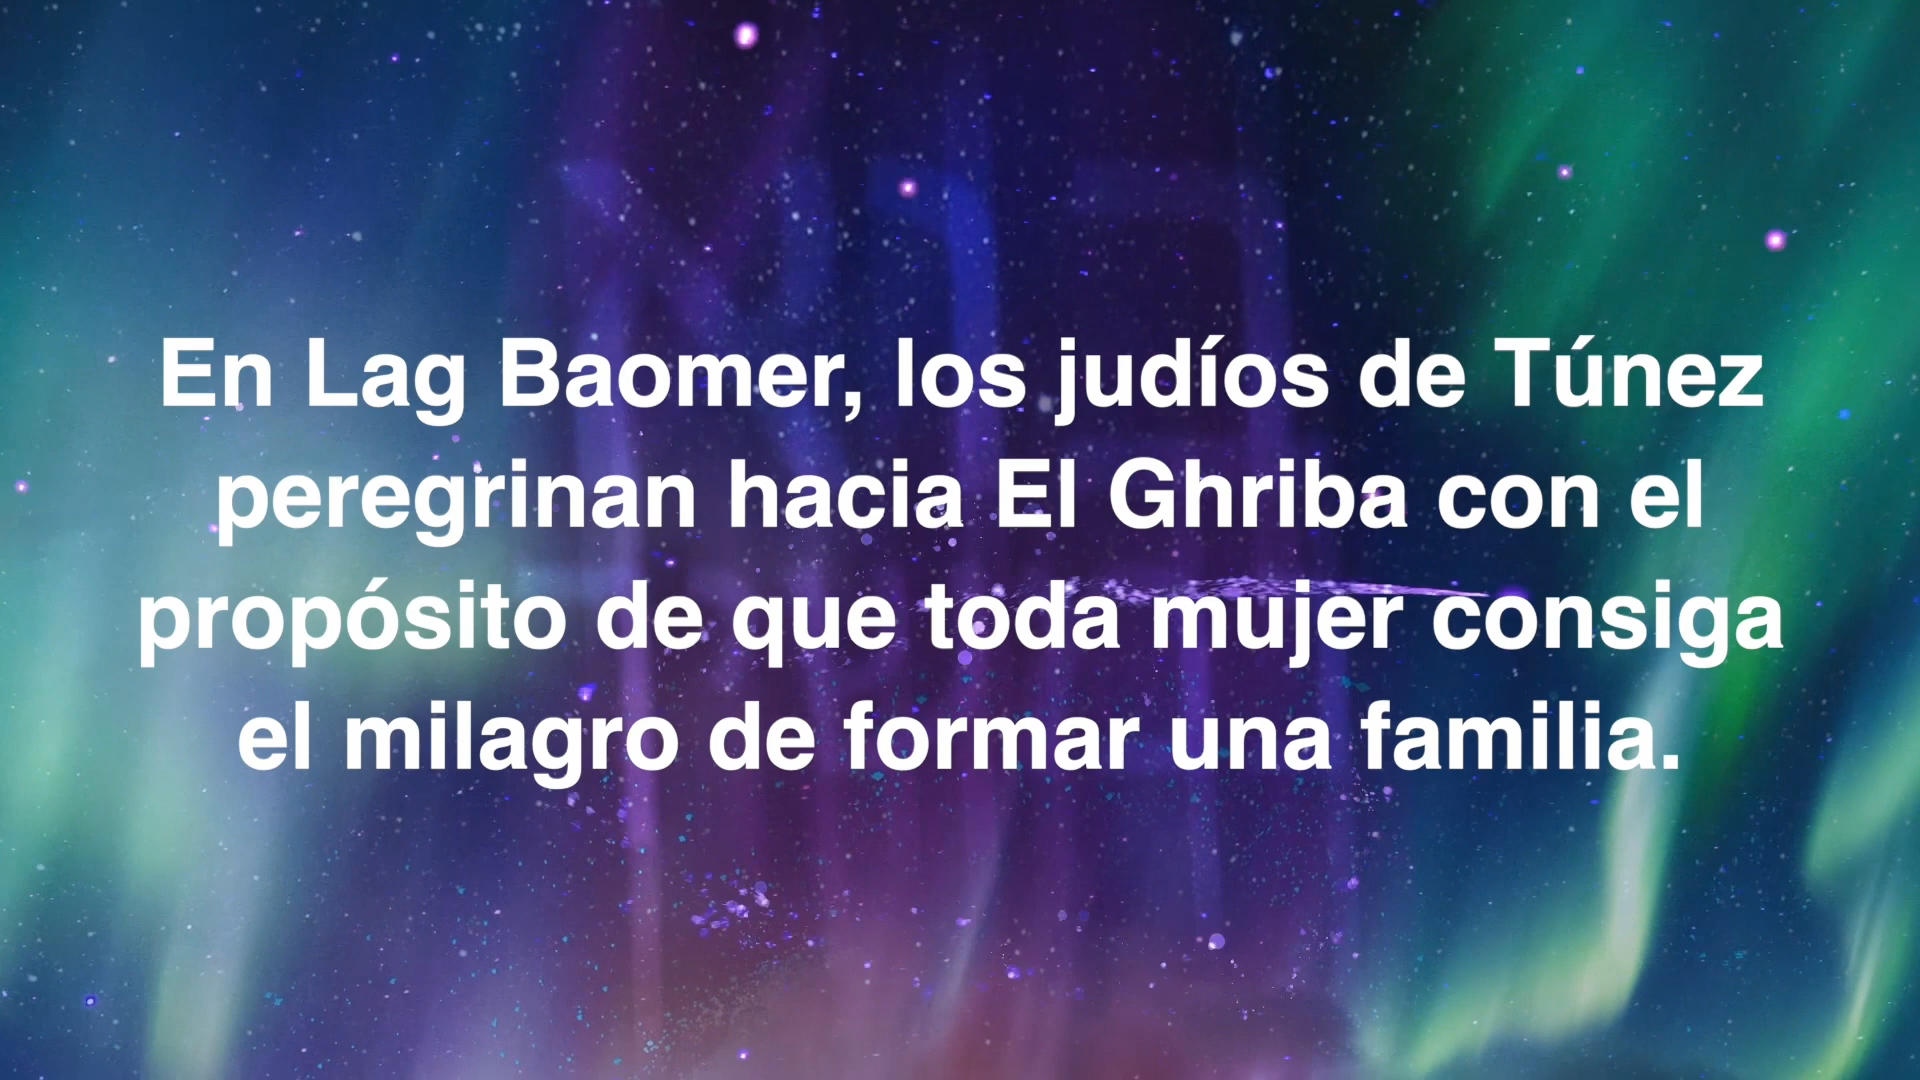 En Lag Baomer, los judíos de Túnez
peregrinan hacia El Ghriba con el
propósito de que toda mujer consiga
el milagro de formar una familia.